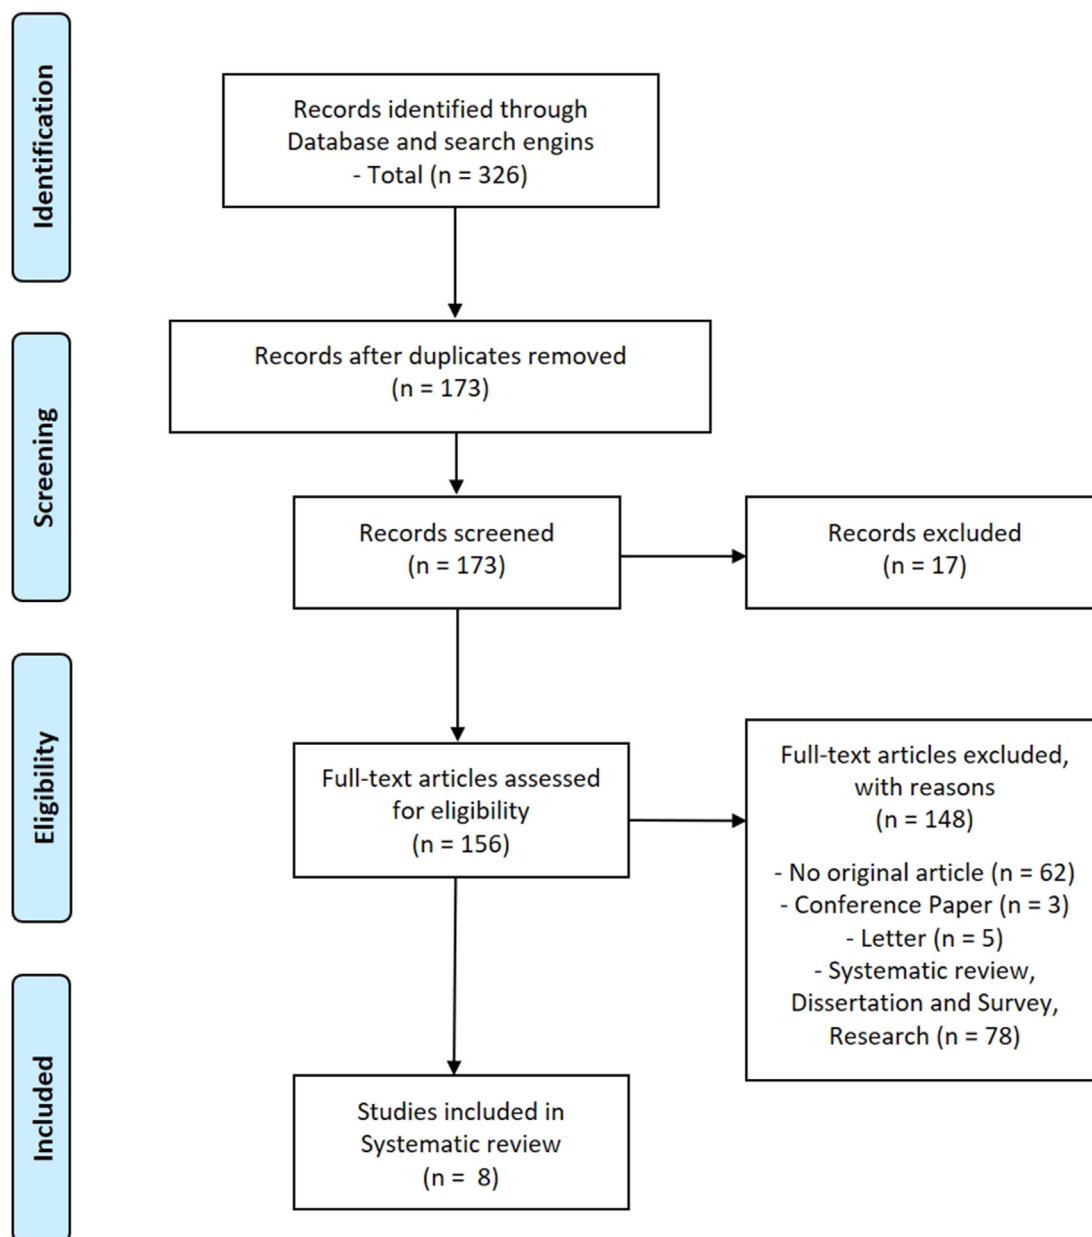 Identification
Records identified through
Database and search engins
- Total (n = 326)
Screening
Records after duplicates removed
(n = 173)
Records screened
(n = 173)
Records excluded
(n = 17)
Eligibility
Full-text articles assessed
for eligibility
(n = 156)
Full-text articles excluded,
with reasons
(n = 148)
- No original article (n = 62)
- Conference Paper (n = 3)
- Letter (n = 5)
- Systematic review,
Dissertation and Survey,
Research (n = 78)
Included
Studies included in
Systematic review
(n =  8)